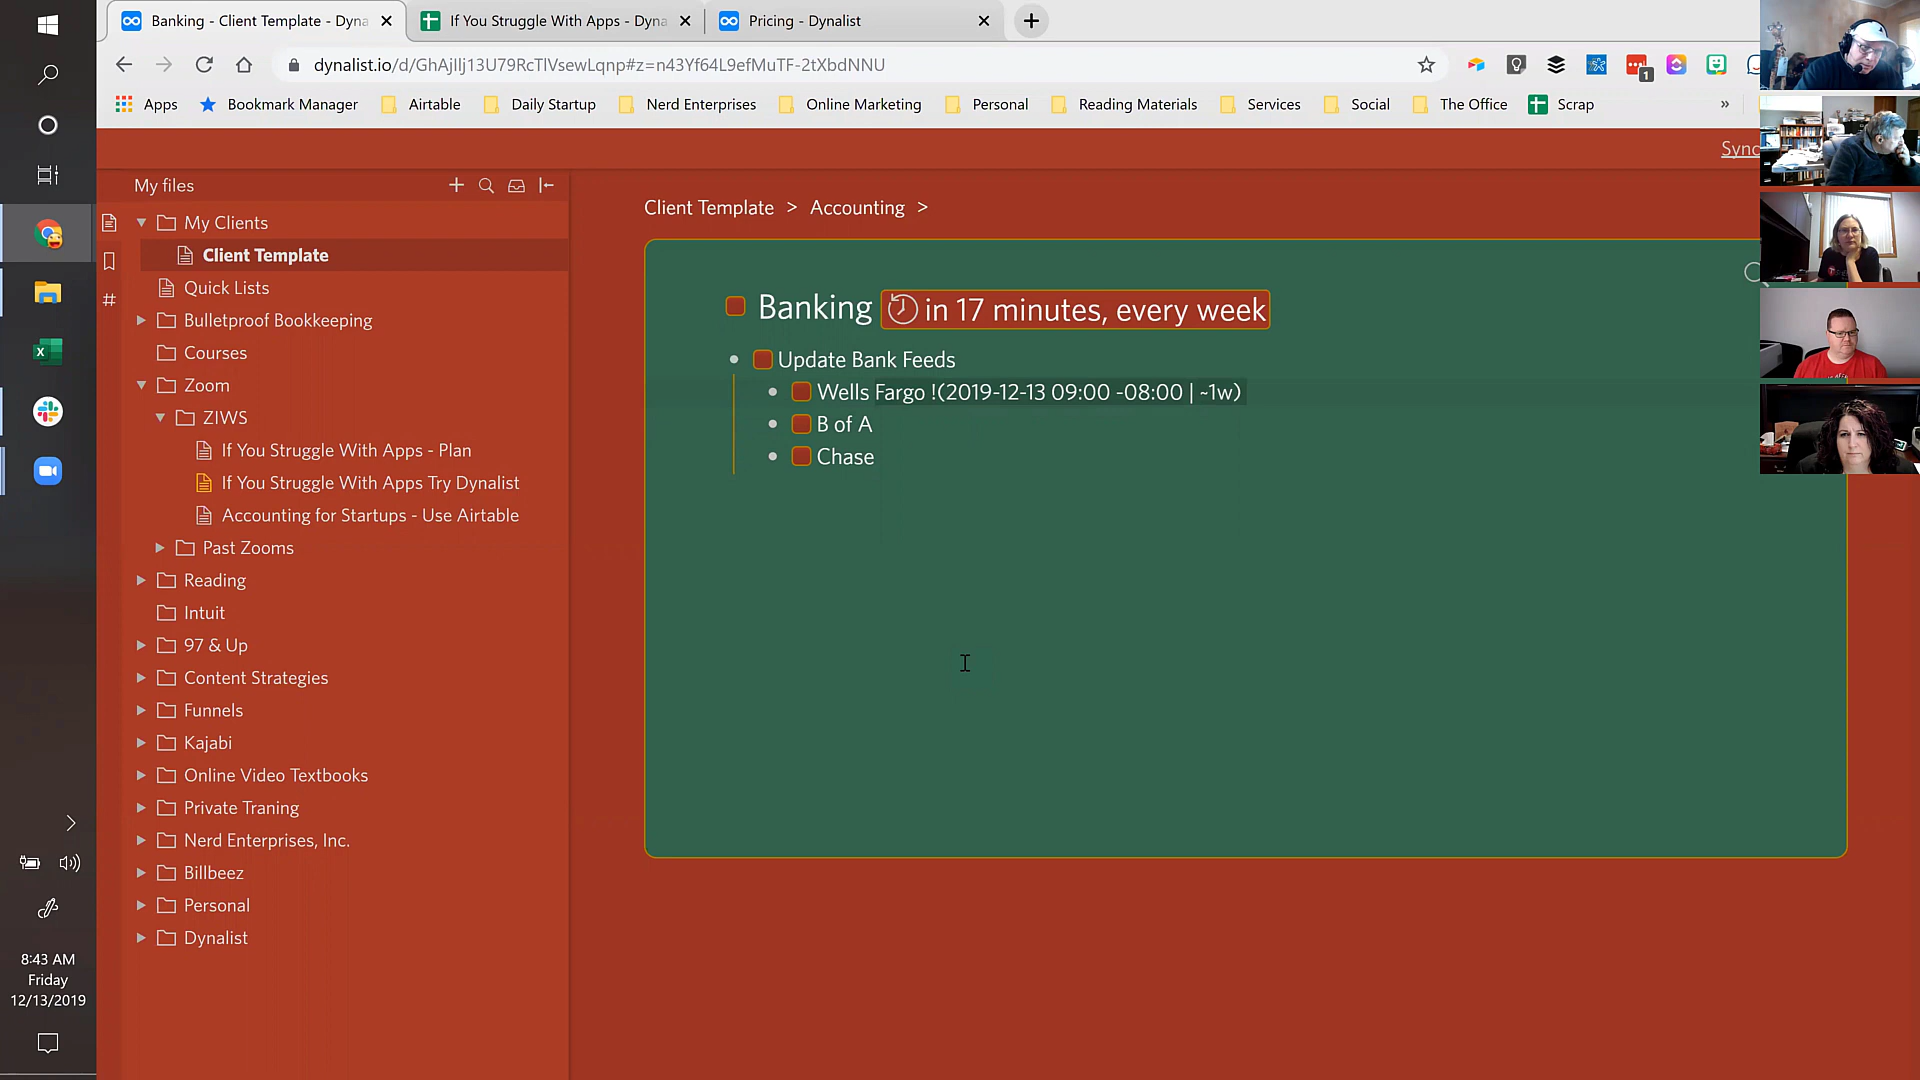 Banking - Client Template - Dyna
If You Struggle With Apps - Dyna
Pricing - Dynalist
dynalist.io/d/GhAjIlj13U79RcTlVsewLqnp#z=n43Yf64L9efMuTF-2tXbdNNU
1
Apps
Bookmark Manager
Airtable
Daily Startup
Nerd Enterprises
Online Marketing
Personal
Reading Materials
Services
Social
The Office
Scrap
»
Sync
My files
My Clients
Client Template
Quick Lists
Bulletproof Bookkeeping
Courses
Zoom
ZIWS
If You Struggle With Apps - Plan
If You Struggle With Apps Try Dynalist
Accounting for Startups - Use Airtable
Past Zooms
Reading
Intuit
97 & Up
Content Strategies
Funnels
Kajabi
Online Video Textbooks
Private Traning
Nerd Enterprises, Inc.
Billbeez
Personal
Dynalist
Client Template > Accounting >
Banking in 17 minutes, every week
Update Bank Feeds
Wells Fargo !(2019-12-13 09:00 -08:00 | ~1w)
B of A
Chase
8:43 AM
Friday
12/13/2019